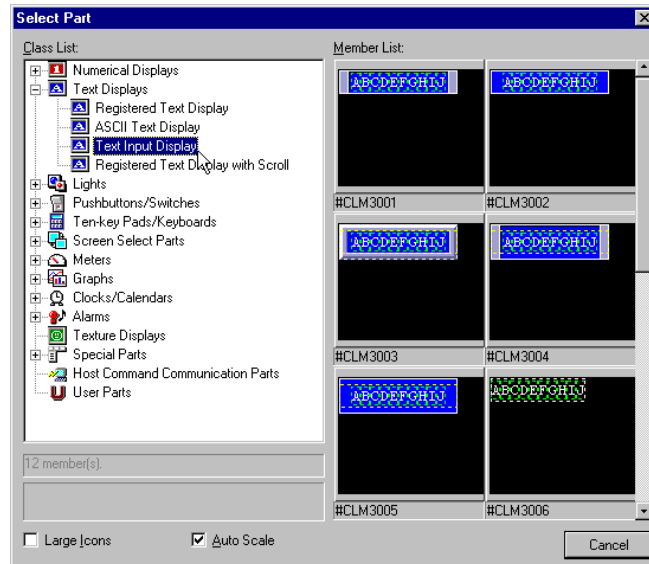 Select Part
Class List:
Member List:
Numerical Displays
Text Displays
Registered Text Display
ASCII Text Display
Text Input Display
Registered Text Display with Scroll
Lights
Pushbuttons/Switches
Ten-key Pads/Keyboards
Screen Select Parts
Meters
Graphs
Clocks/Calendars
Alarms
Texture Displays
Special Parts
Host Command Communication Parts
User Parts
12 member(s).
Large Icons
Auto Scale
ABCDEFGHIJ
ABCDEFGHIJ
#CLM3001
#CLM3002
ABCDEFGHIJ
ABCDEFGHIJ
#CLM3003
#CLM3004
ABCDEFGHIJ
ABCDEFGHIJ
#CLM3005
#CLM3006
Cancel